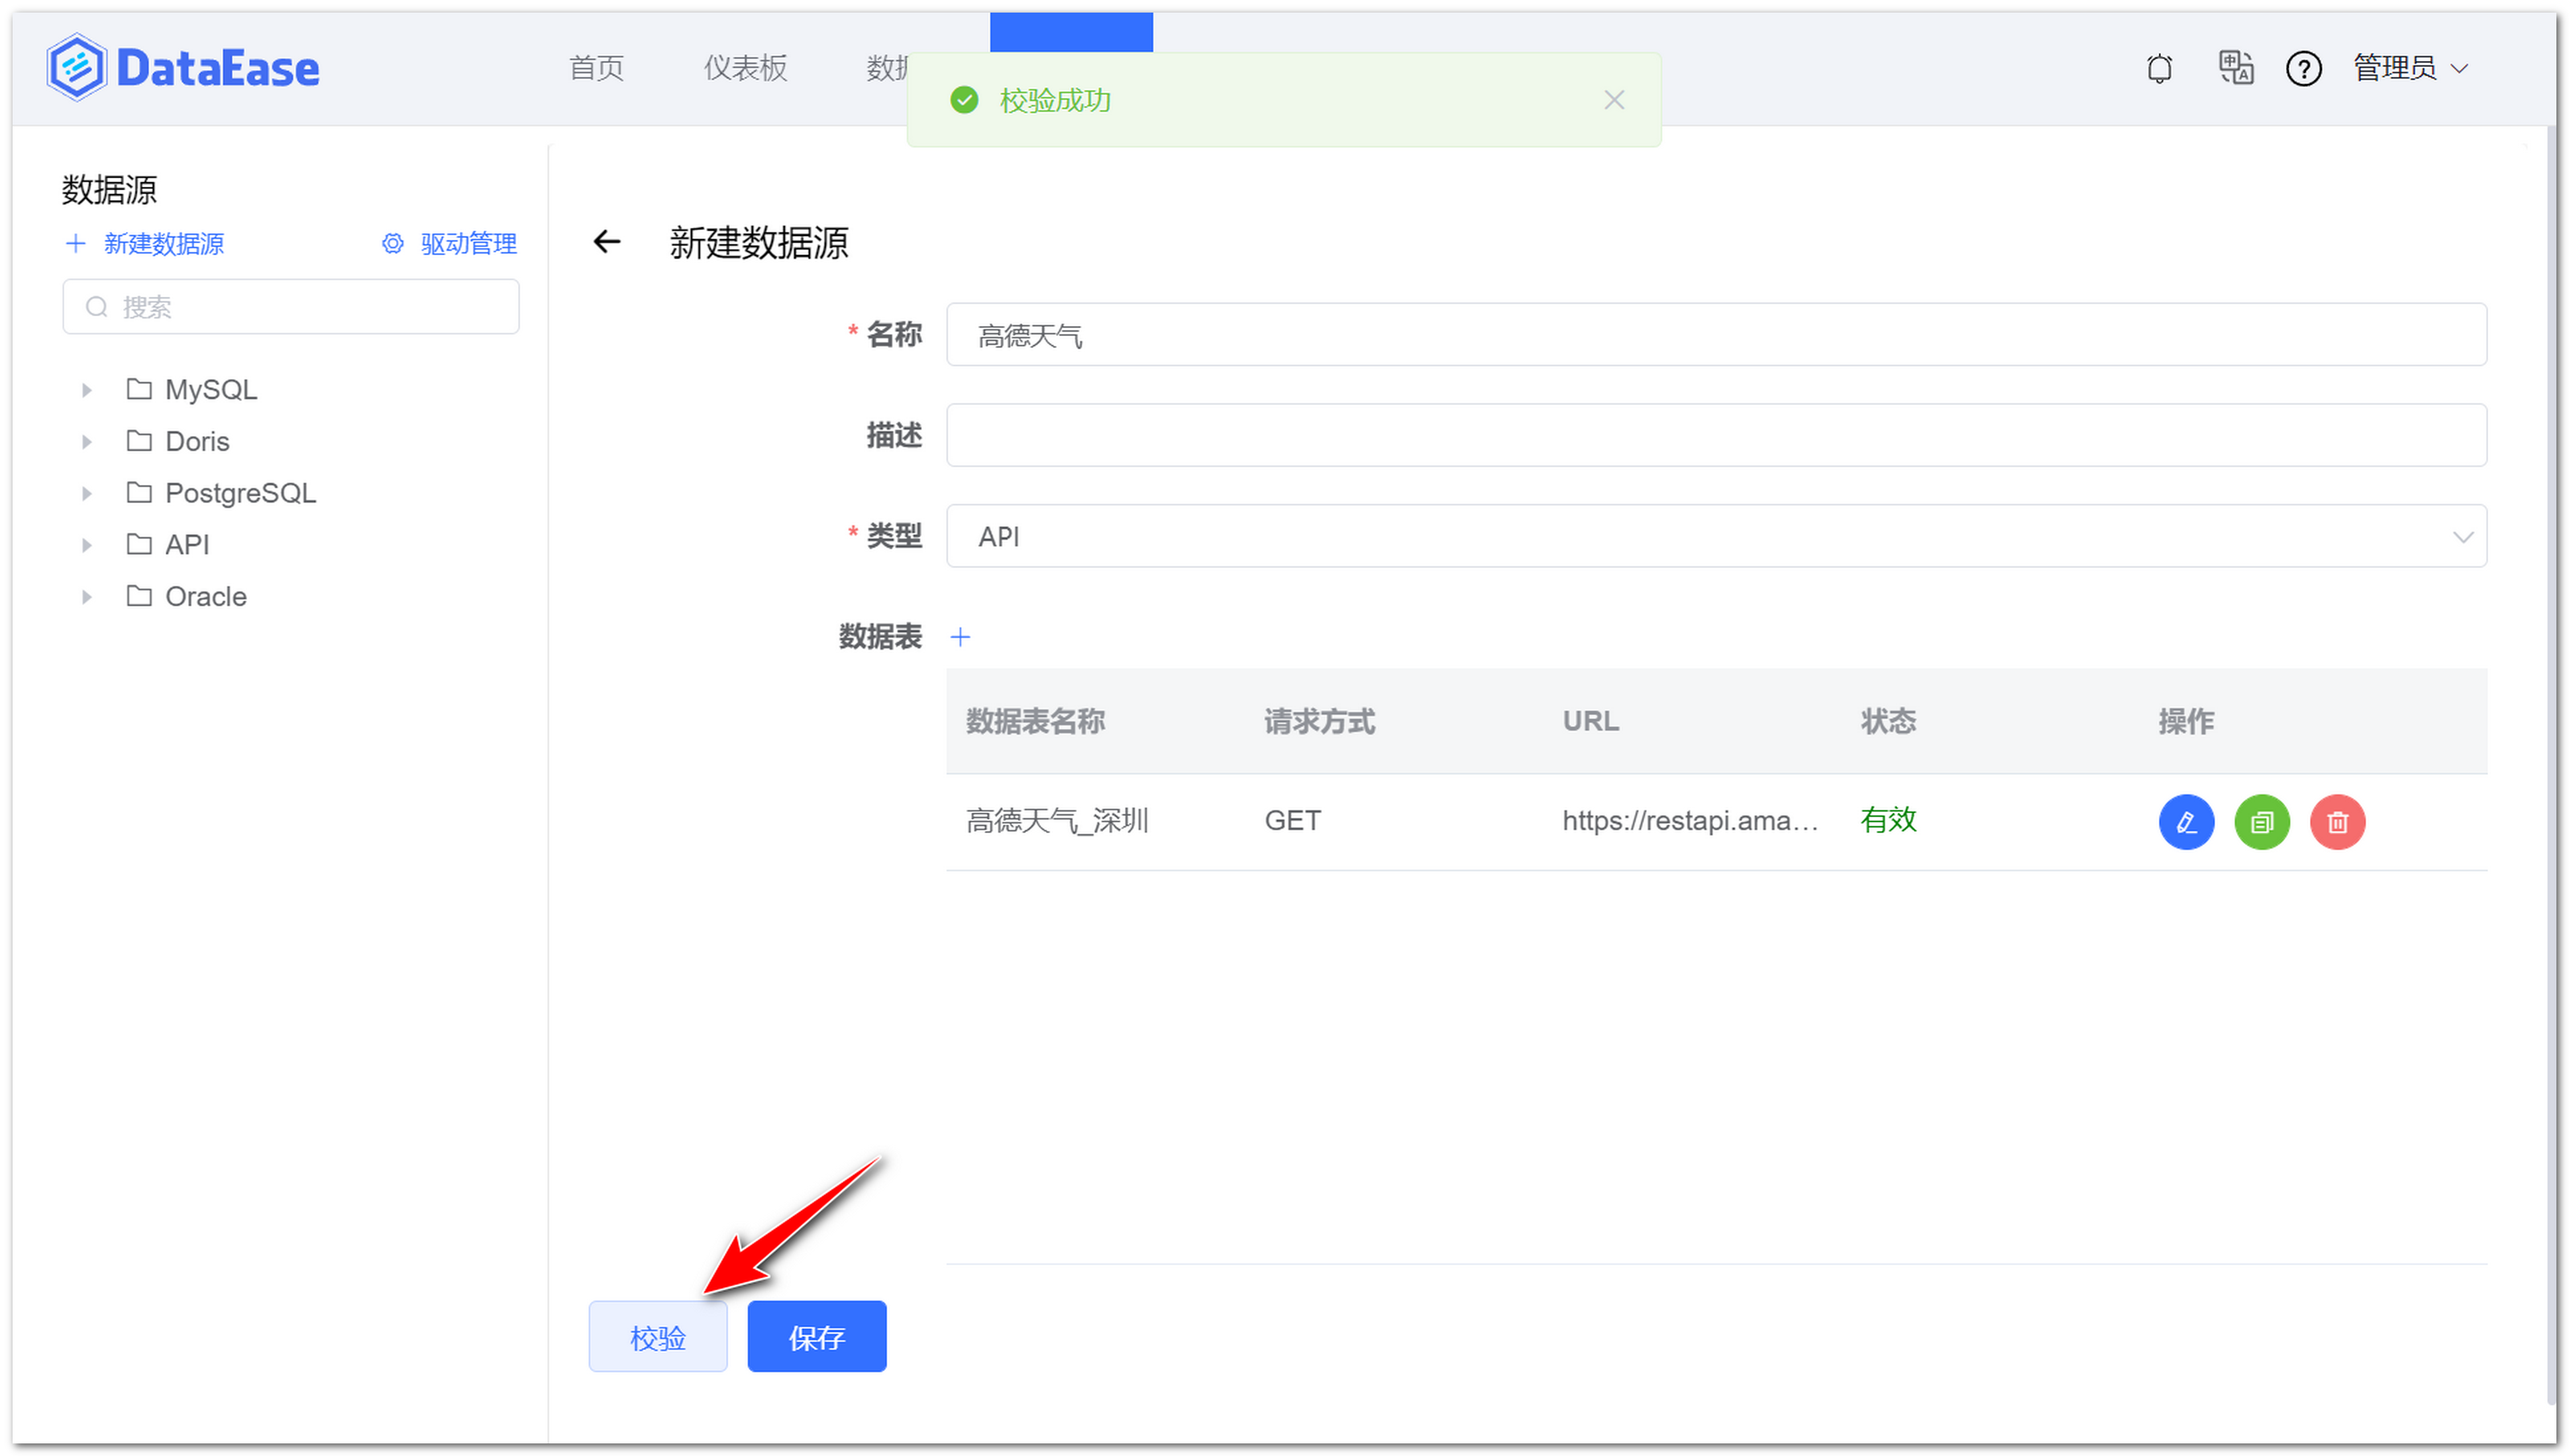 DataEase
首页 仪表板 数据 管理员
校验成功
数据源
新建数据源 驱动管理
搜索
MySQL
Doris
PostgreSQL
API
Oracle
新建数据源
* 名称 高德天气
描述
* 类型 API
数据表
数据表名称 请求方式 URL 状态 操作
高德天气_深圳 GET https://restapi.ama... 有效
校验 保存